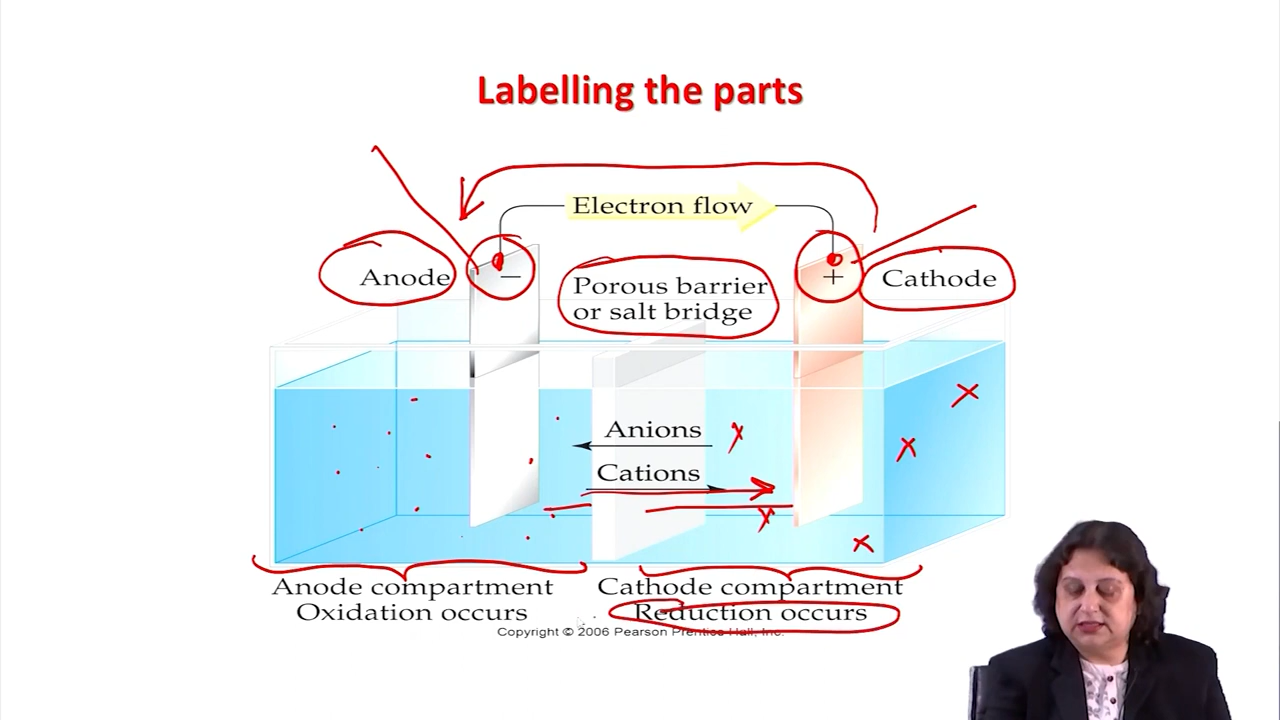 Labelling the parts
Electron flow
Anode
−
Porous barrier
or salt bridge
+
Cathode
Anions
Cations
Anode compartment
Oxidation occurs
Cathode compartment
Reduction occurs
Copyright © 2006 Pearson Prentice Hall, Inc.